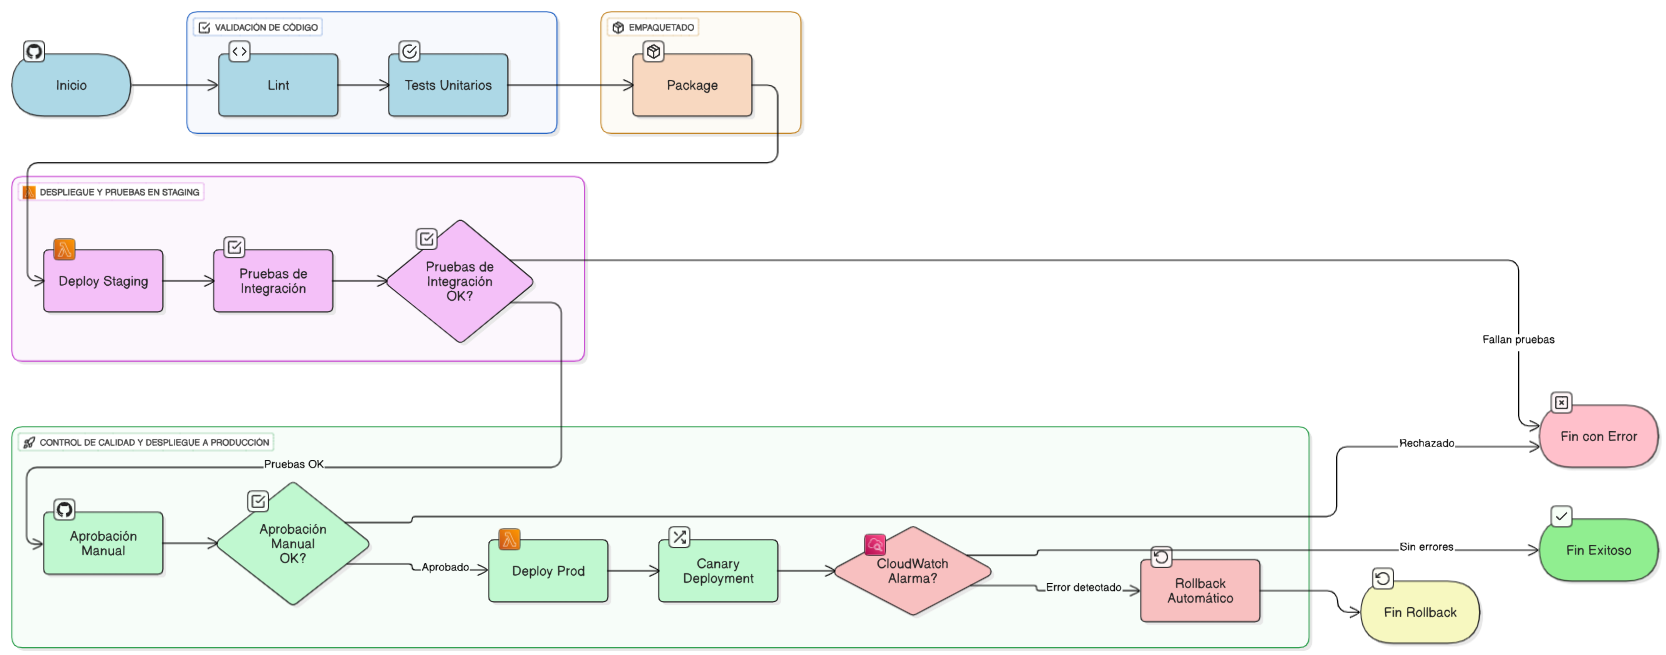 VALIDACIÓN DE CÓDIGO
EMPAQUETADO
Inicio
Lint
Tests Unitarios
Package
DESPLIEGUE Y PRUEBAS EN STAGING
Deploy Staging
Pruebas de
Integración
Pruebas de
Integración
OK?
Fallan pruebas
Fin con Error
CONTROL DE CALIDAD Y DESPLIEGUE A PRODUCCIÓN
Rechazado
Pruebas OK
Aprobación
Manual
Aprobación
Manual
OK?
Aprobado
Deploy Prod
Canary
Deployment
CloudWatch
Alarma?
Sin errores
Fin Exitoso
Error detectado
Rollback
Automático
Fin Rollback